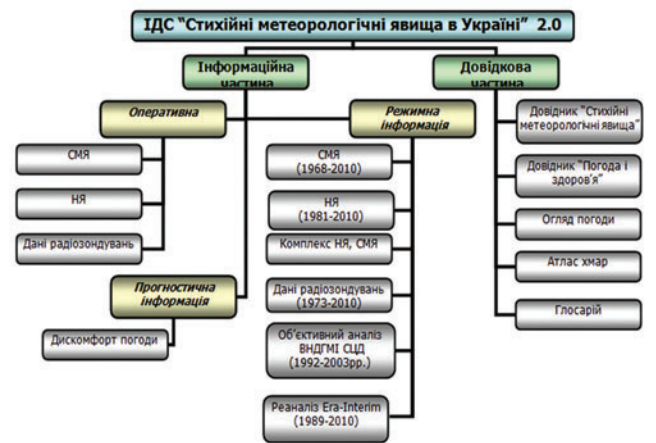 ІДС “Стихійні метеорологічні явища в Україні” 2.0
Інформаційна
частина
Довідкова
частина
Оперативна
СМЯ
НЯ
Дані радіозондувань
Прогностична
інформація
Дискомфорт погоди
Режимна
інформація
СМЯ
(1968-2010)
НЯ
(1981-2010)
Комплекс НЯ, СМЯ
Дані радіозондувань
(1973-2010)
Об’єктивний аналіз
ВНДГМІ СЦД
(1992-2003рр.)
Реаналіз Era-Interim
(1989-2010)
Довідник “Стихійні
метеорологічні явища”
Довідник “Погода і
здоров’я”
Огляд погоди
Атлас хмар
Глосарій